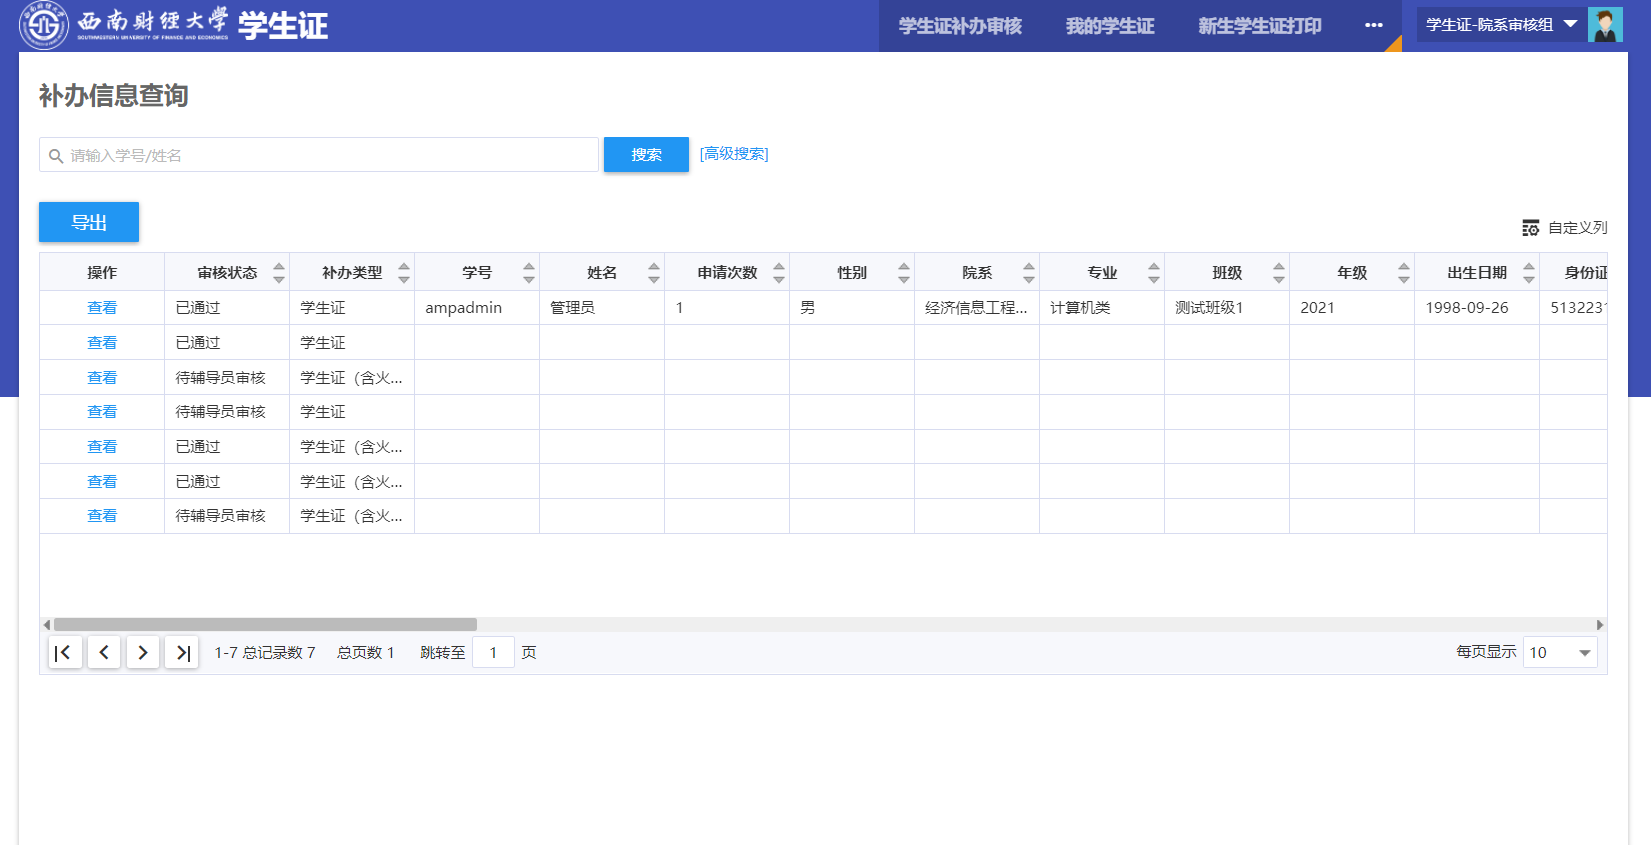 西南财经大学 学生证
SOUTHWESTERN UNIVERSITY OF FINANCE AND ECONOMICS
学生证补办审核 我的学生证 新生学生证打印 ••• 学生证-院系审核组
补办信息查询
请输入学号/姓名 搜索 [高级搜索]
导出 自定义列
操作 审核状态 补办类型 学号 姓名 申请次数 性别 院系 专业 班级 年级 出生日期 身份证
查看 已通过 学生证 ampadmin 管理员 1 男 经济信息工程... 计算机类 测试班级1 2021 1998-09-26 5132231
查看 已通过 学生证
查看 待辅导员审核 学生证（含火...
查看 待辅导员审核 学生证
查看 已通过 学生证（含火...
查看 已通过 学生证（含火...
查看 待辅导员审核 学生证（含火...
1-7 总记录数 7 总页数 1 跳转至 1 页 每页显示 10